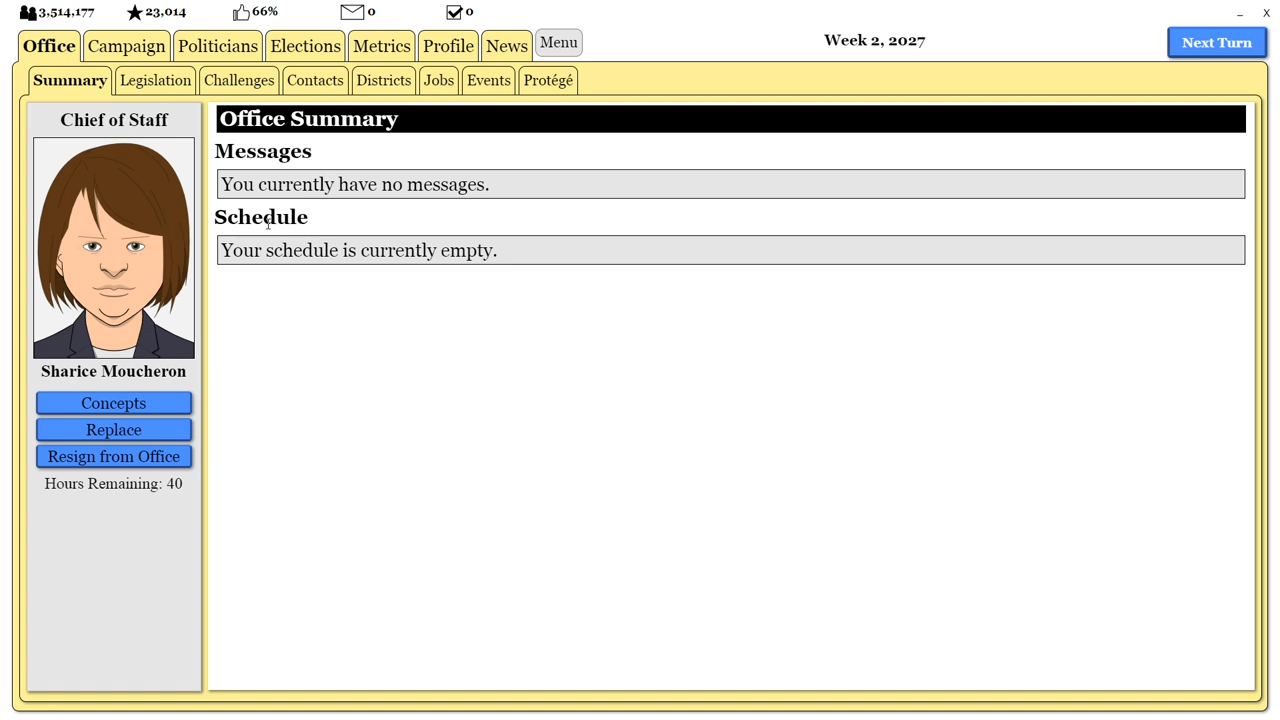 3,514,177 23,014 66% 0 0 _ X
Office Campaign Politicians Elections Metrics Profile News Menu Week 2, 2027 Next Turn
Summary Legislation Challenges Contacts Districts Jobs Events Protégé
Chief of Staff
Sharice Moucheron
Concepts
Replace
Resign from Office
Hours Remaining: 40
Office Summary
Messages
You currently have no messages.
Schedule
Your schedule is currently empty.